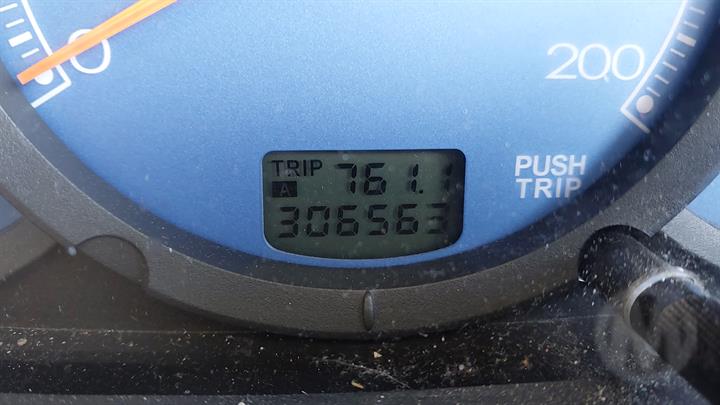 0
200
TRIP 761.1
A
306563
PUSH
TRIP